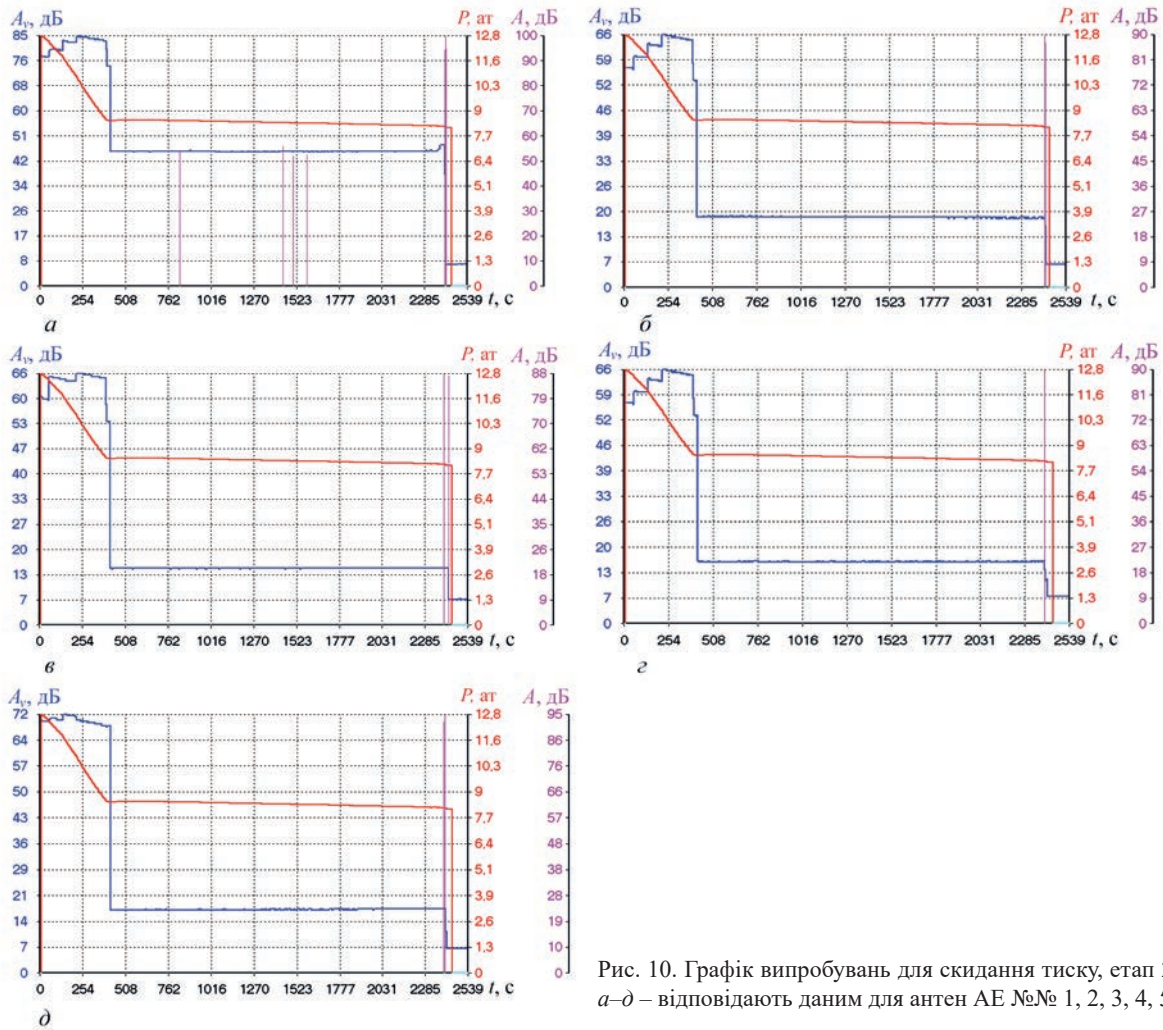 Aᵥ, дБ P, ат A, дБ
85 12,8 100
76 11,6 90
68 10,3 80
60 9 70
51 7,7 60
42 6,4 50
34 5,1 40
26 3,9 30
17 2,6 20
8 1,3 10
0 0 0
0 254 508 762 1016 1270 1523 1777 2031 2285 2539 t, с
а
Aᵥ, дБ P, ат A, дБ
66 12,8 90
59 11,6 81
52 10,3 72
46 9 63
39 7,7 54
33 6,4 45
26 5,1 36
20 3,9 27
13 2,6 18
7 1,3 9
0 0 0
0 254 508 762 1016 1270 1523 1777 2031 2285 2539 t, с
б
Aᵥ, дБ P, ат A, дБ
66 12,8 88
60 11,6 79
53 10,3 70
47 9 62
40 7,7 53
33 6,4 44
27 5,1 35
20 3,9 26
13 2,6 18
7 1,3 9
0 0 0
0 254 508 762 1016 1270 1523 1777 2031 2285 2539 t, с
в
Aᵥ, дБ P, ат A, дБ
66 12,8 90
59 11,6 81
52 10,3 72
46 9 63
39 7,7 54
33 6,4 45
26 5,1 36
20 3,9 27
13 2,6 18
7 1,3 9
0 0 0
0 254 508 762 1016 1270 1523 1777 2031 2285 2539 t, с
г
Aᵥ, дБ P, ат A, дБ
72 12,8 95
64 11,6 86
57 10,3 76
50 9 66
43 7,7 57
36 6,4 48
29 5,1 38
21 3,9 28
14 2,6 19
7 1,3 10
0 0 0
0 254 508 762 1016 1270 1523 1777 2031 2285 2539 t, с
д
Рис. 10. Графік випробувань для скидання тиску, етап
а–д – відповідають даним для антен АЕ №№ 1, 2, 3, 4,